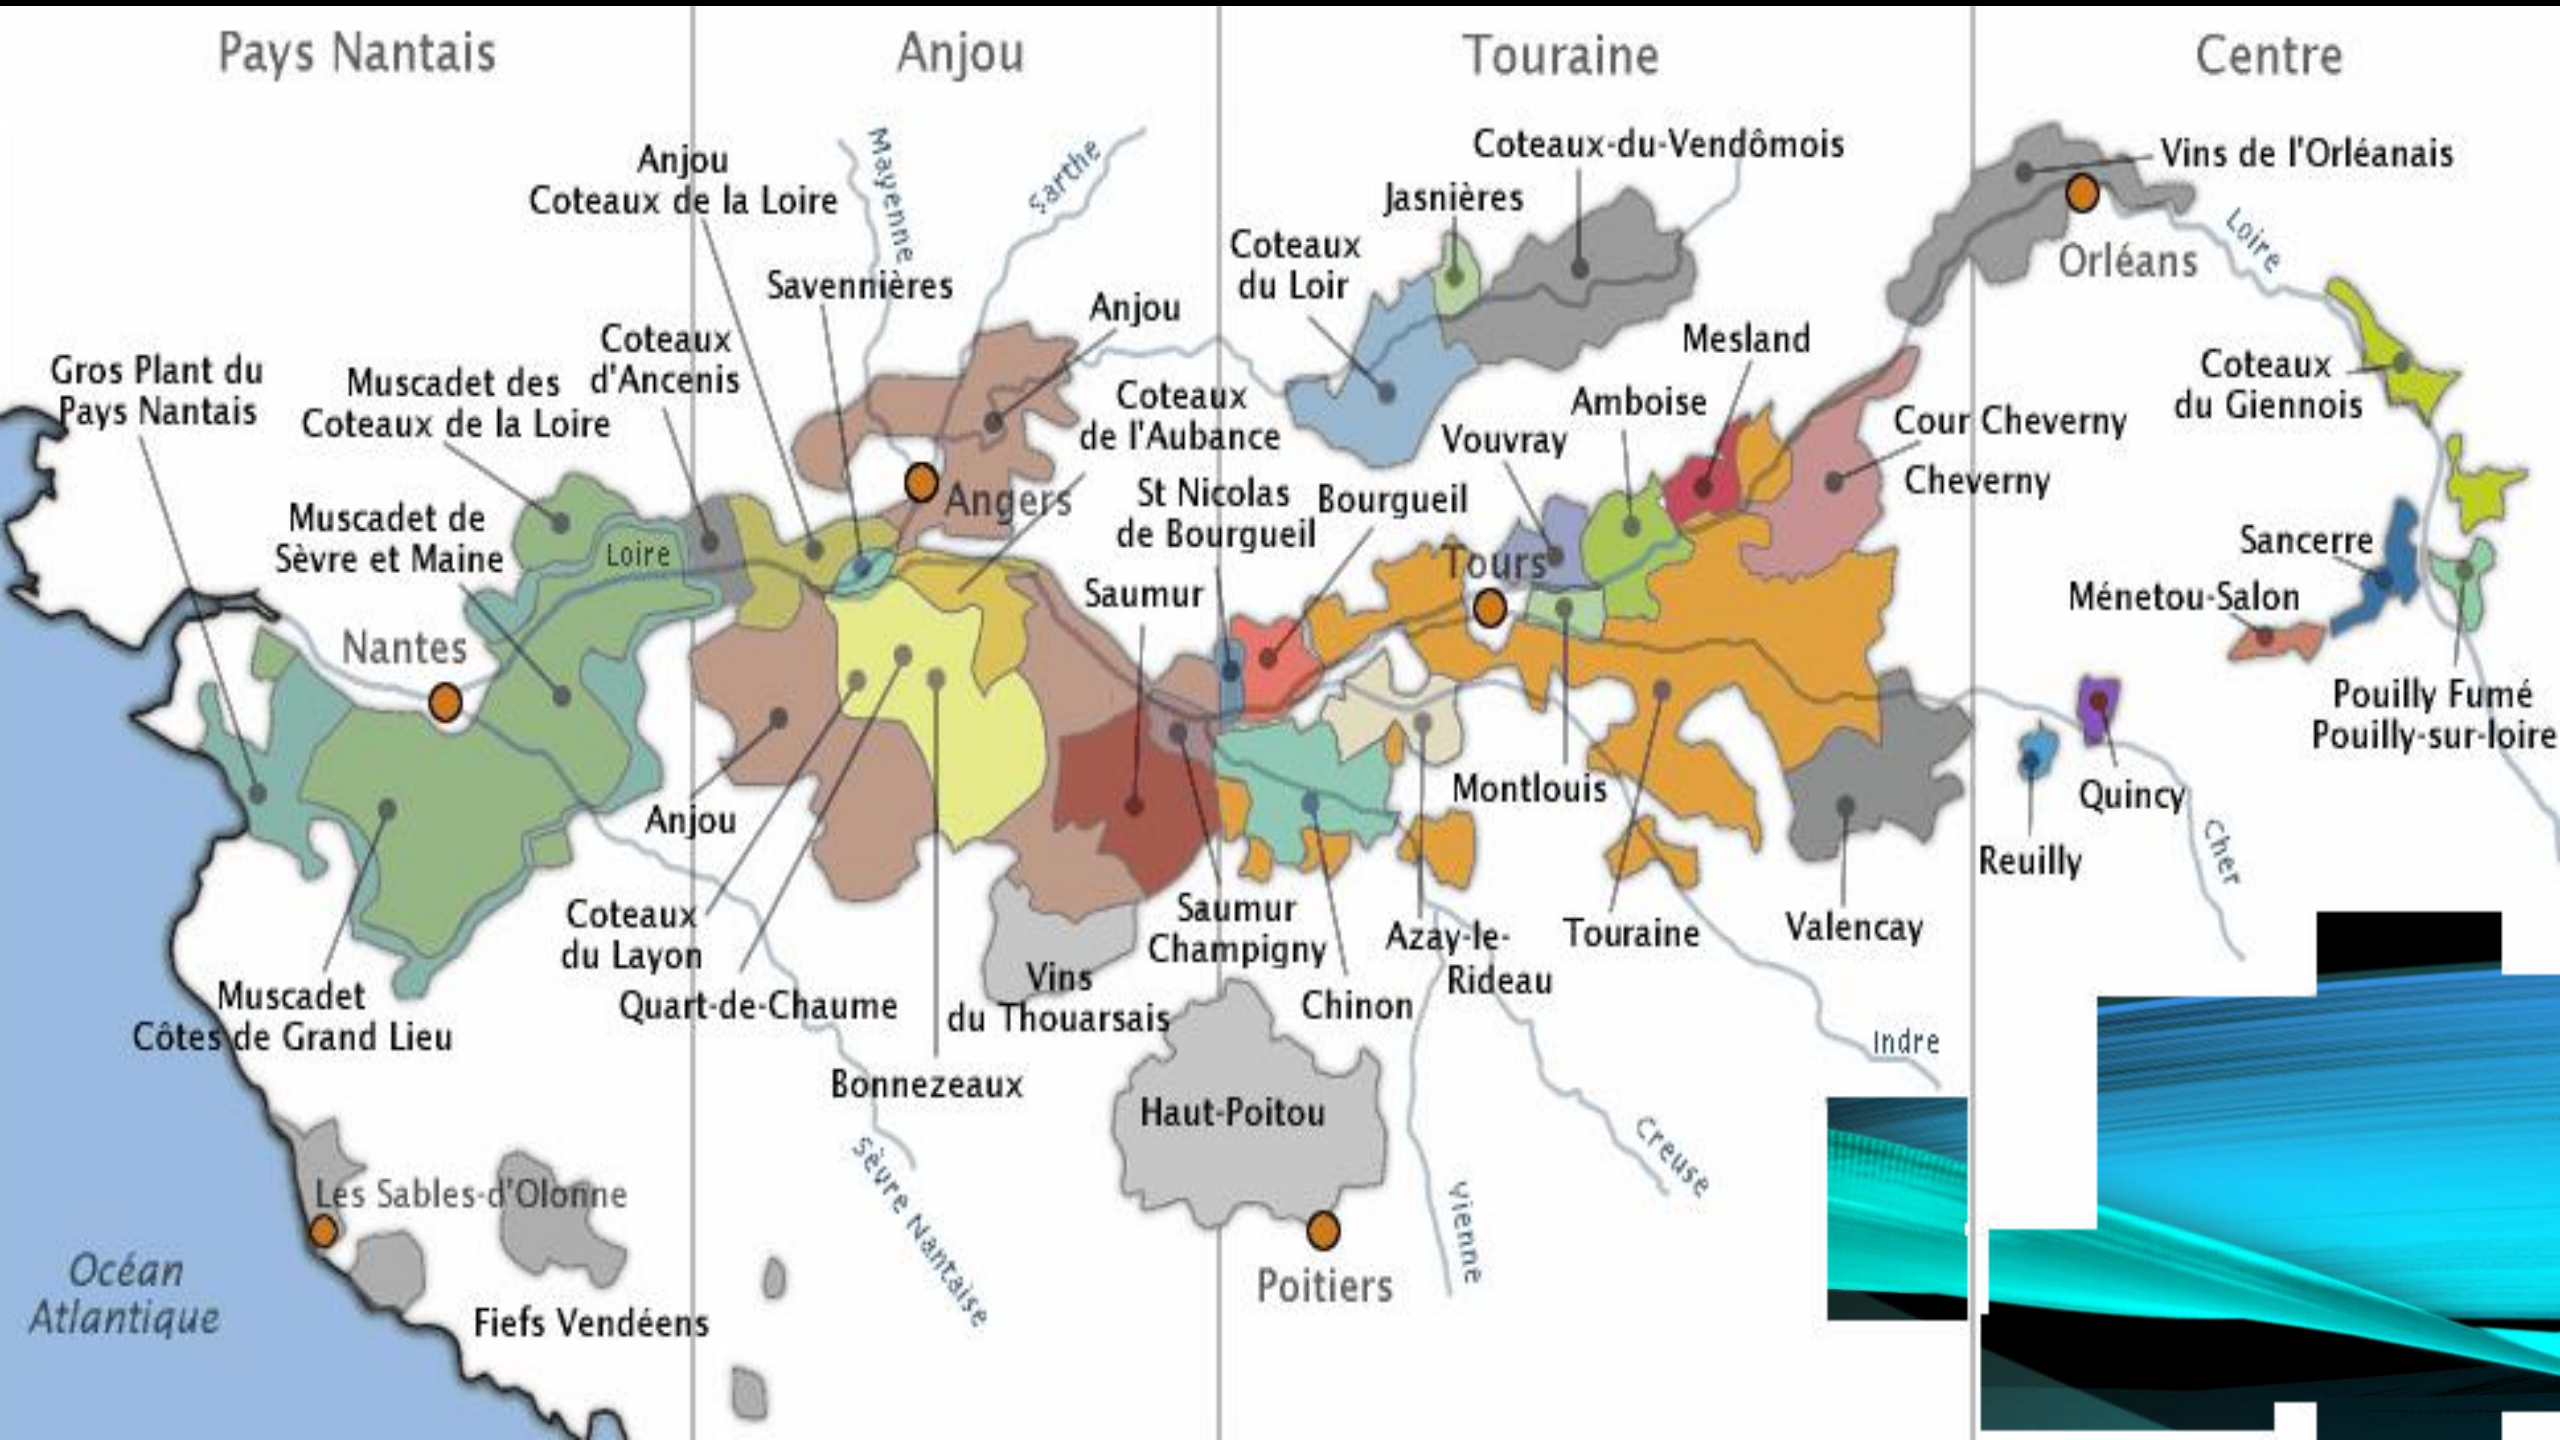 Pays Nantais
Anjou
Touraine
Centre
Anjou
Coteaux de la Loire
Mayenne
Sarthe
Savennières
Anjou
Coteaux-du-Vendômois
Jasnières
Coteaux
du Loir
Vins de l'Orléanais
Orléans
Loire
Gros Plant du
Pays Nantais
Muscadet des
Coteaux de la Loire
Coteaux
d'Ancenis
Coteaux
de l'Aubance
Mesland
Amboise
Vouvray
Cour Cheverny
Cheverny
Coteaux
du Giennois
Muscadet de
Sèvre et Maine
Loire
Angers
St Nicolas
de Bourgueil
Bourgueil
Tours
Saumur
Sancerre
Ménetou-Salon
Nantes
Pouilly Fumé
Pouilly-sur-loire
Anjou
Montlouis
Quincy
Reuilly
Cher
Coteaux
du Layon
Quart-de-Chaume
Bonnezeaux
Vins
du Thouarsais
Saumur
Champigny
Chinon
Azay-le-
Rideau
Touraine
Valencay
Muscadet
Côtes de Grand Lieu
Indre
Haut-Poitou
Creuse
Vienne
Sèvre Nantaise
Les Sables-d'Olonne
Poitiers
Océan
Atlantique
Fiefs Vendéens